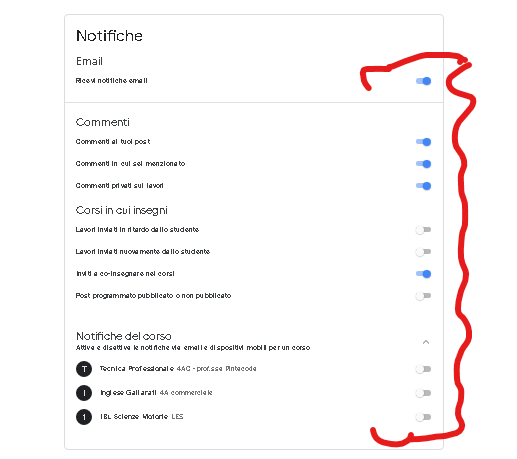 Notifiche
Email
Ricevi notifiche email
Commenti
Commenti ai tuoi post
Commenti in cui sei menzionato
Commenti privati sui lavori
Corsi in cui insegni
Lavori inviati in ritardo dallo studente
Lavori inviati nuovamente dallo studente
Inviti a co-insegnare nei corsi
Post programmato pubblicato o non pubblicato
Notifiche del corso
Attive e disattive le notifiche via email e dispositivi mobili per un corso
T Tecnica Professionale 4AC - prof.sse Pintecode
I Inglese Gallarati 4A commerciale
1 1BL Scienze Motorie LES